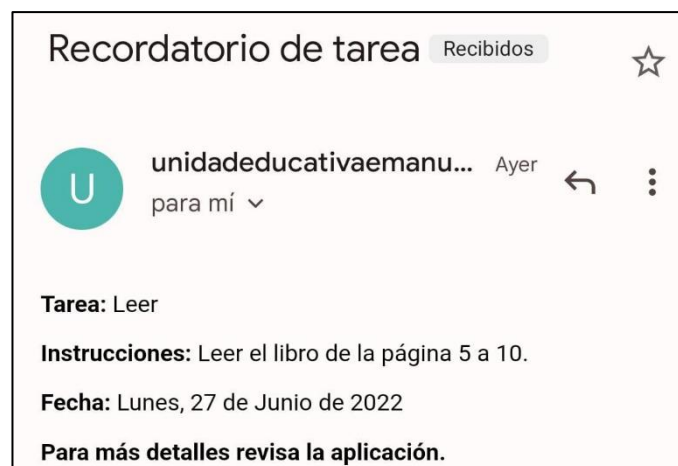 Recordatorio de tarea Recibidos
U
unidadeducativaemanu... Ayer
para mí
Tarea: Leer
Instrucciones: Leer el libro de la página 5 a 10.
Fecha: Lunes, 27 de Junio de 2022
Para más detalles revisa la aplicación.